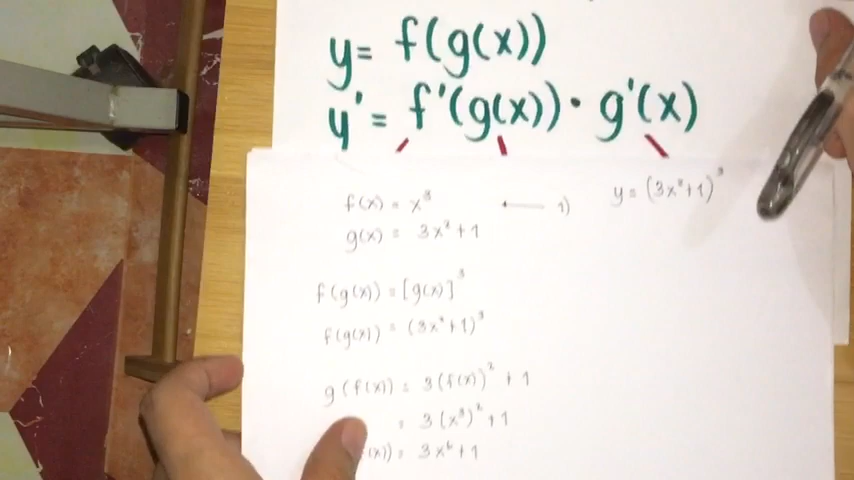 y = f(g(x))
y' = f'(g(x)) · g'(x)
f(x) = x³
g(x) = 3x²+1
1) y = (3x²+1)³
f(g(x)) = [g(x)]³
f(g(x)) = (3x²+1)³
g(f(x)) = 3(f(x))² + 1
= 3(x³)² + 1
(x)) = 3x⁶+1